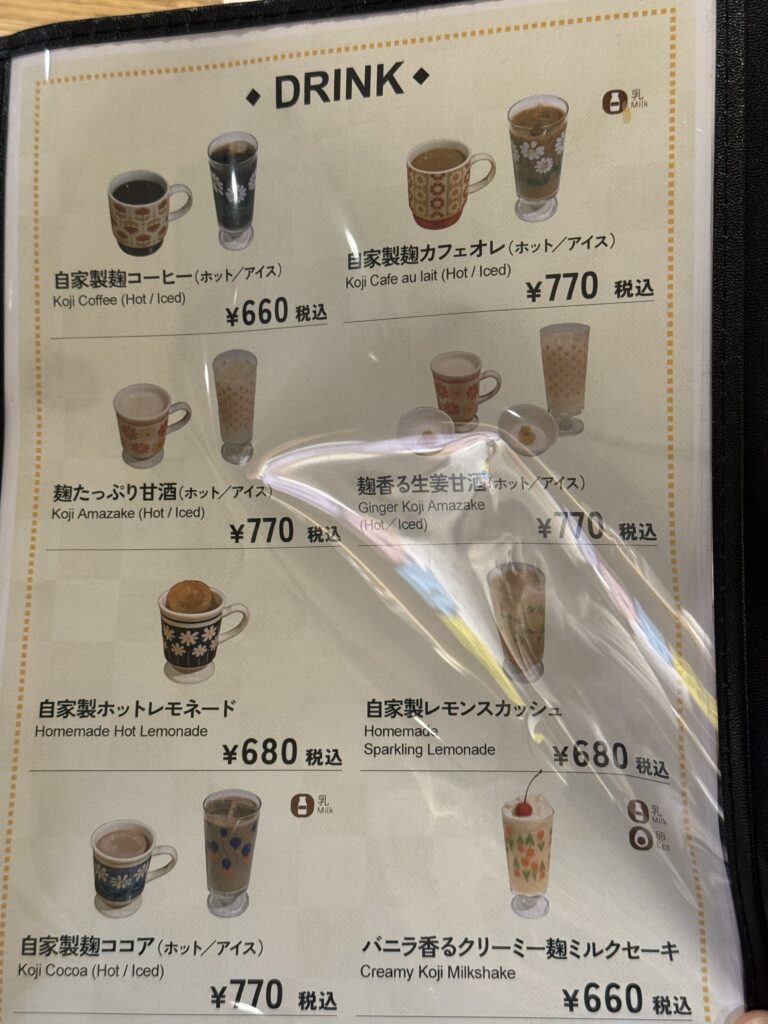 ◆ DRINK ◆
乳
Milk
自家製麹コーヒー(ホット/アイス)
Koji Coffee (Hot / Iced)
¥660 税込
自家製麹カフェオレ(ホット/アイス)
Koji Cafe au lait (Hot / Iced)
¥770 税込
麹たっぷり甘酒(ホット/アイス)
Koji Amazake (Hot / Iced)
¥770 税込
麹香る生姜甘酒(ホット/アイス)
Ginger Koji Amazake
(Hot/Iced)
¥770 税込
自家製ホットレモネード
Homemade Hot Lemonade
¥680 税込
自家製レモンスカッシュ
Homemade
Sparkling Lemonade
¥680 税込
乳
Milk
自家製麹ココア(ホット/アイス)
Koji Cocoa (Hot / Iced)
¥770 税込
乳
Milk
卵
Egg
バニラ香るクリーミー麹ミルクセーキ
Creamy Koji Milkshake
¥660 税込